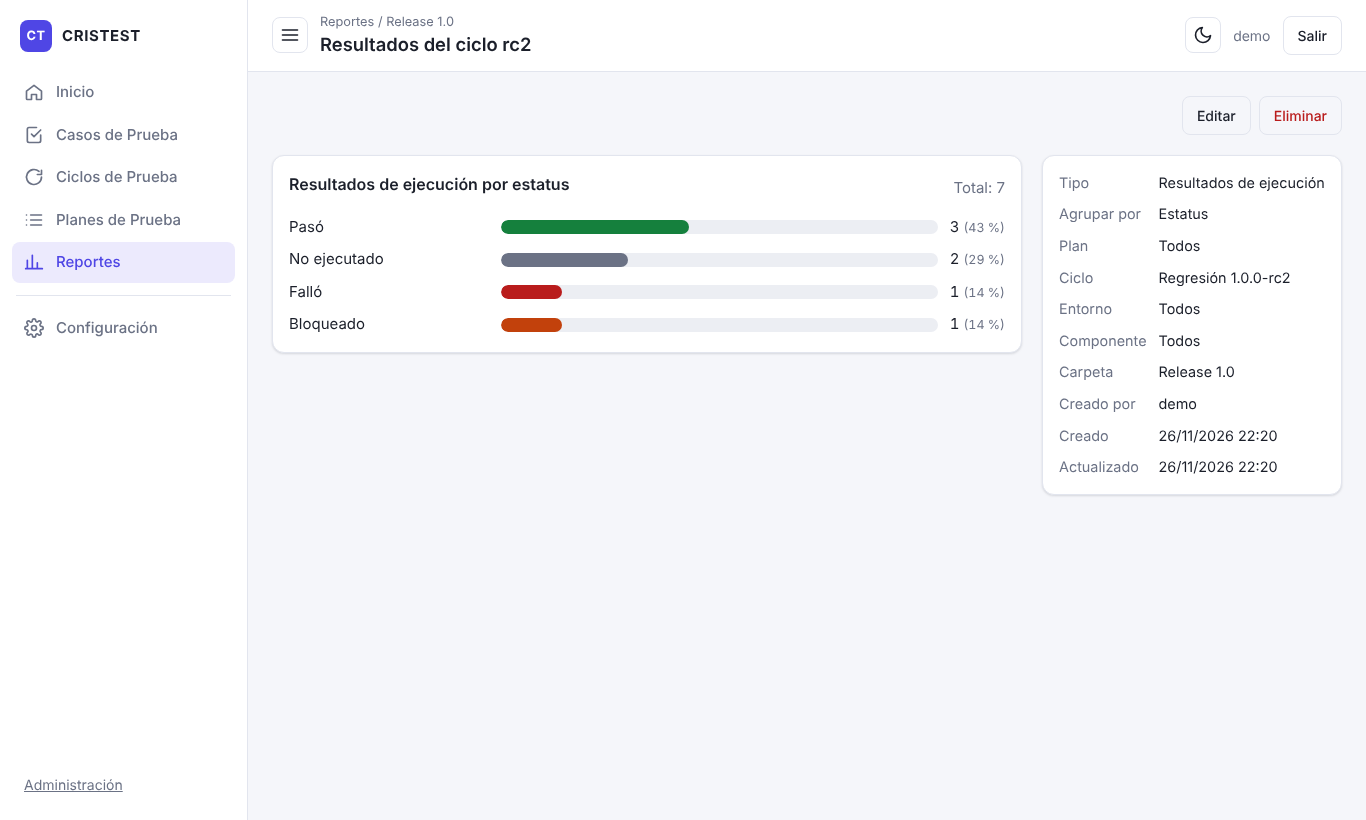 CT CRISTEST
Inicio
Casos de Prueba
Ciclos de Prueba
Planes de Prueba
Reportes
Configuración
Administración
Reportes / Release 1.0
Resultados del ciclo rc2
demo
Salir
Editar
Eliminar
Resultados de ejecución por estatus
Total: 7
Pasó 3 (43 %)
No ejecutado 2 (29 %)
Falló 1 (14 %)
Bloqueado 1 (14 %)
Tipo Resultados de ejecución
Agrupar por Estatus
Plan Todos
Ciclo Regresión 1.0.0-rc2
Entorno Todos
Componente Todos
Carpeta Release 1.0
Creado por demo
Creado 26/11/2026 22:20
Actualizado 26/11/2026 22:20